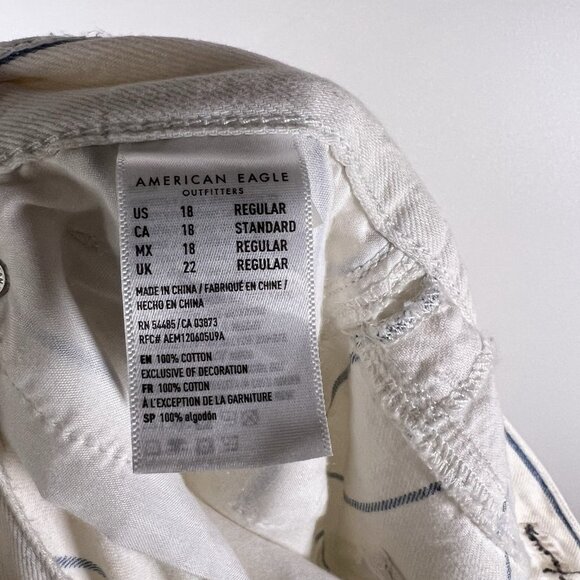 AMERICAN EAGLE
OUTFITTERS
US 18 REGULAR
CA 18 STANDARD
MX 18 REGULAR
UK 22 REGULAR
MADE IN CHINA / FABRIQUÉ EN CHINE /
HECHO EN CHINA
RN 54485/CA 03873
RFC# AEM120605U9A
EN 100% COTTON
EXCLUSIVE OF DECORATION
FR 100% COTTON
À L'EXCEPTION DE LA GARNITURE
SP 100% algodón